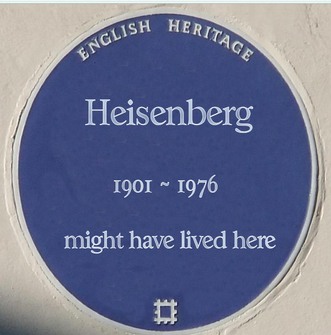 ENGLISH HERITAGE
Heisenberg
1901 ~ 1976
might have lived here